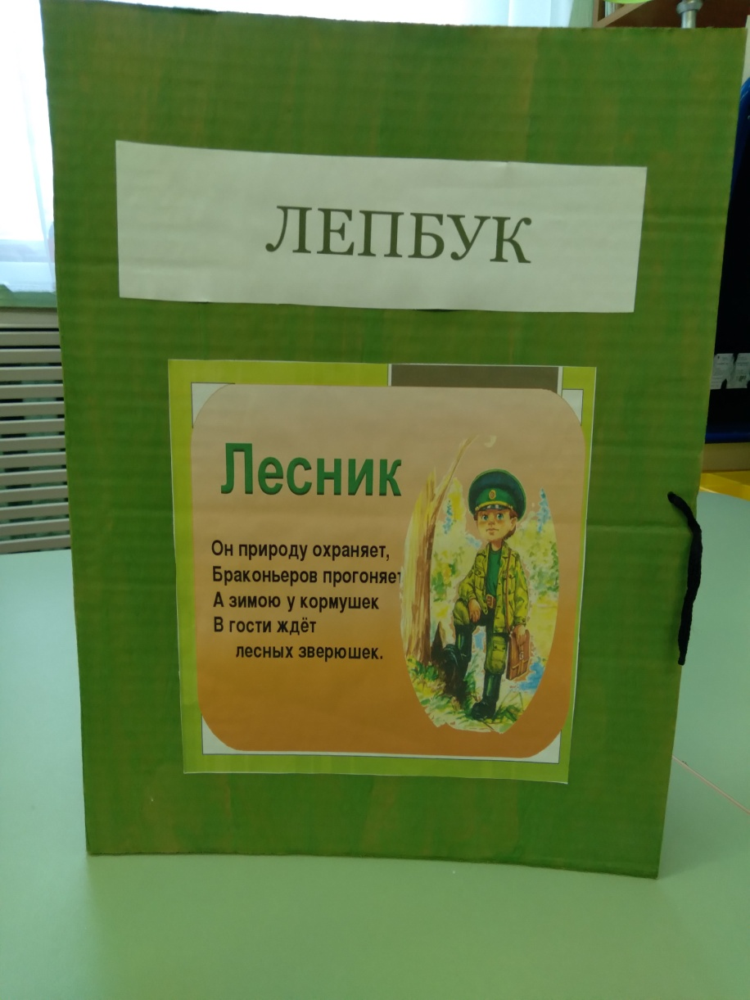 ЛЕПБУК
Лесник
Он природу охраняет,
Браконьеров прогоняет
А зимою у кормушек
В гости ждёт
лесных зверюшек.